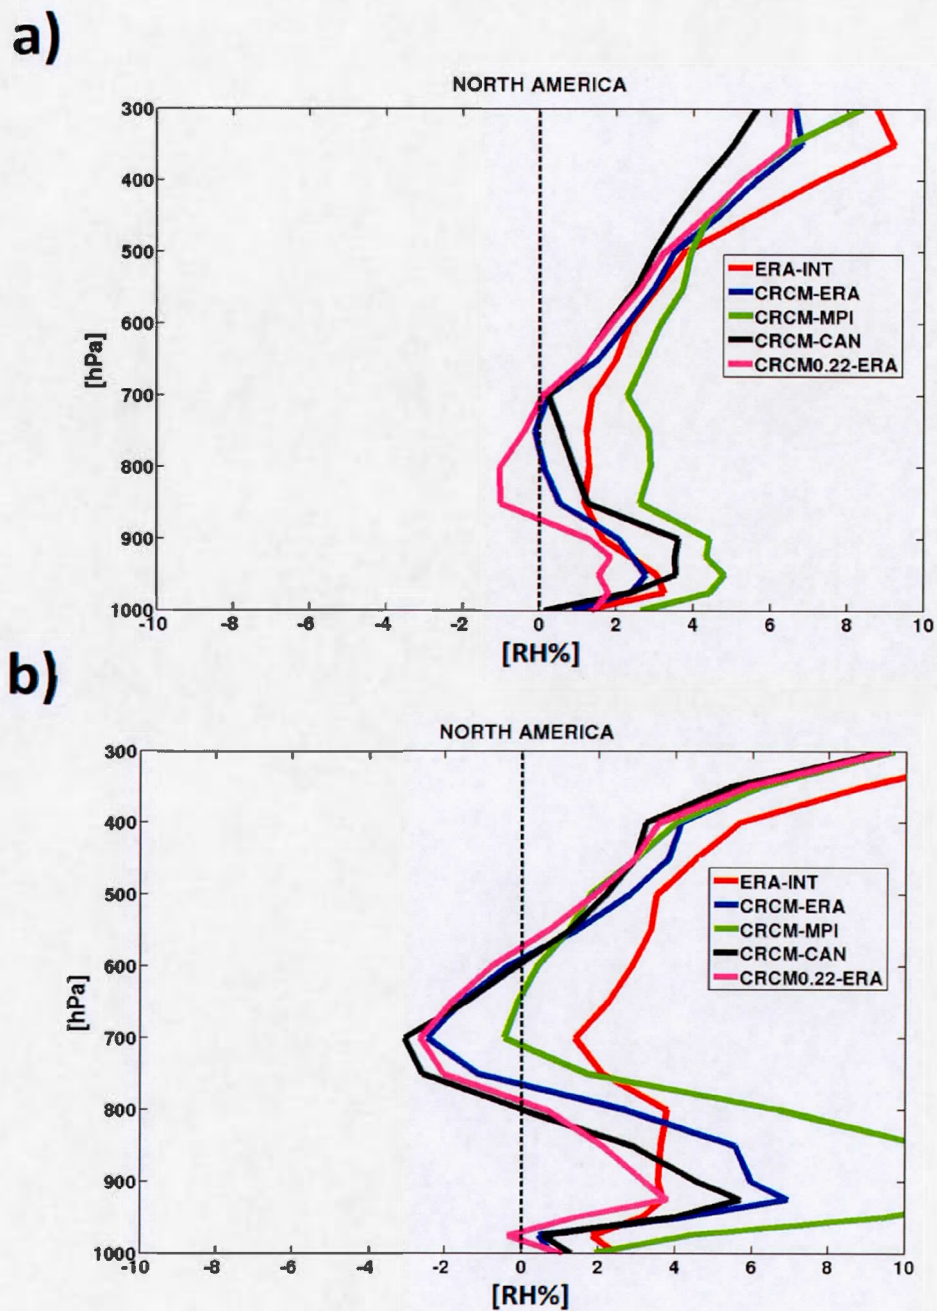 a)
NORTH AMERICA
300
400
500
600
700
800
900
1000
[hPa]
ERA-INT
CRCM-ERA
CRCM-MPI
CRCM-CAN
CRCM0.22-ERA
-10 -8 -6 -4 -2 0 2 4 6 8 10
[RH%]
b)
NORTH AMERICA
300
400
500
600
700
800
900
1000
[hPa]
ERA-INT
CRCM-ERA
CRCM-MPI
CRCM-CAN
CRCM0.22-ERA
-10 -8 -6 -4 -2 0 2 4 6 8 10
[RH%]